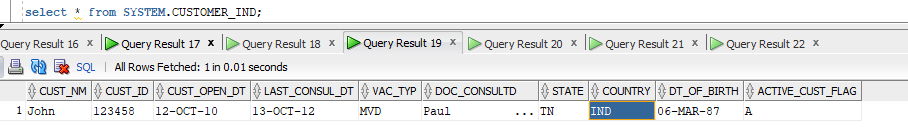 select * from SYSTEM.CUSTOMER_IND;
Query Result 16 x Query Result 17 x Query Result 18 x Query Result 19 x Query Result 20 x Query Result 21 x Query Result 22 x
SQL | All Rows Fetched: 1 in 0.01 seconds
CUST_NM CUST_ID CUST_OPEN_DT LAST_CONSUL_DT VAC_TYP DOC_CONSULTD STATE COUNTRY DT_OF_BIRTH ACTIVE_CUST_FLAG
1 John 123458 12-OCT-10 13-OCT-12 MVD Paul ... TN IND 06-MAR-87 A